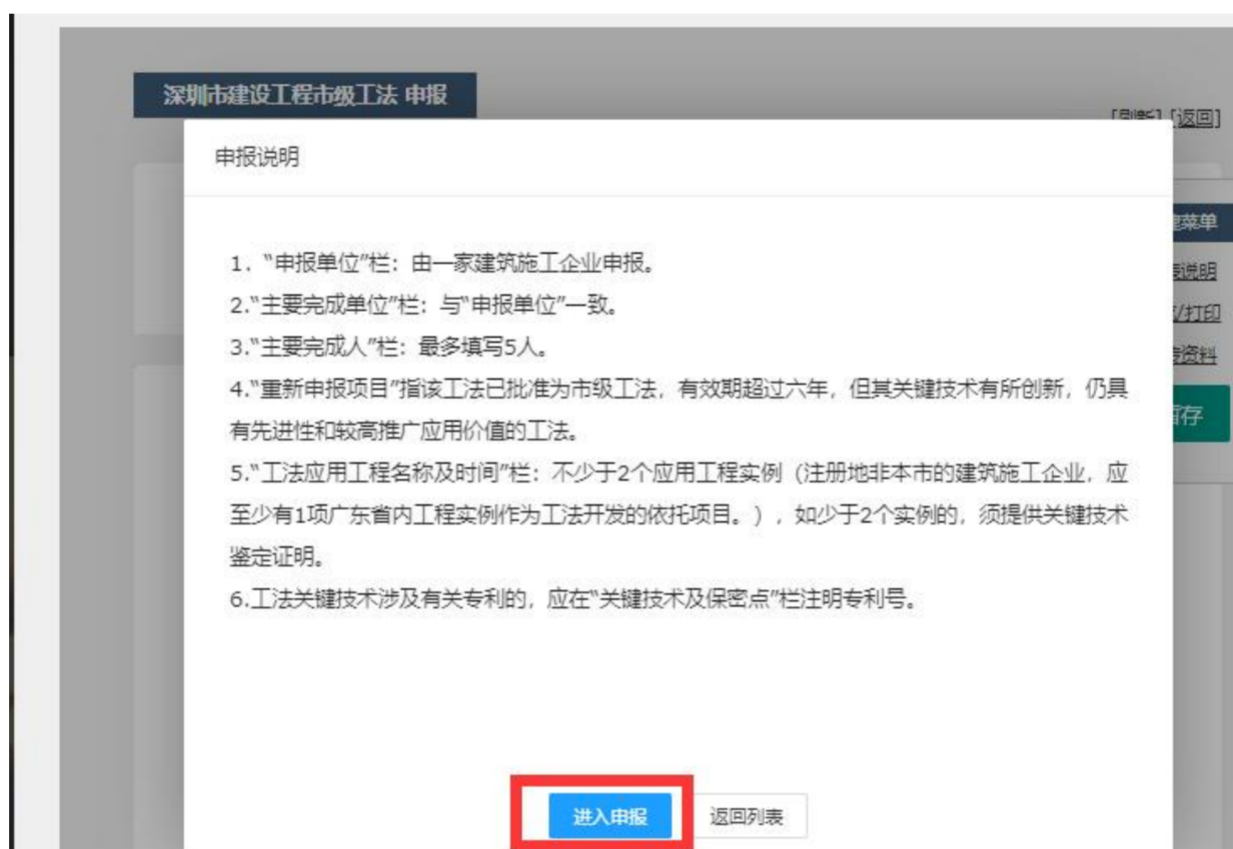 深圳市建设工程市级工法 申报
[刷新] [返回]
申报说明
菜单
1. “申报单位”栏：由一家建筑施工企业申报。
说明
2.“主要完成单位”栏：与“申报单位”一致。
/打印
3.“主要完成人”栏：最多填写5人。
资料
4.“重新申报项目”指该工法已批准为市级工法，有效期超过六年，但其关键技术有所创新，仍具
暂存
有先进性和较高推广应用价值的工法。
5.“工法应用工程名称及时间”栏：不少于2个应用工程实例（注册地非本市的建筑施工企业，应
至少有1项广东省内工程实例作为工法开发的依托项目。），如少于2个实例的，须提供关键技术
鉴定证明。
6.工法关键技术涉及有关专利的，应在“关键技术及保密点”栏注明专利号。
进入申报
返回列表